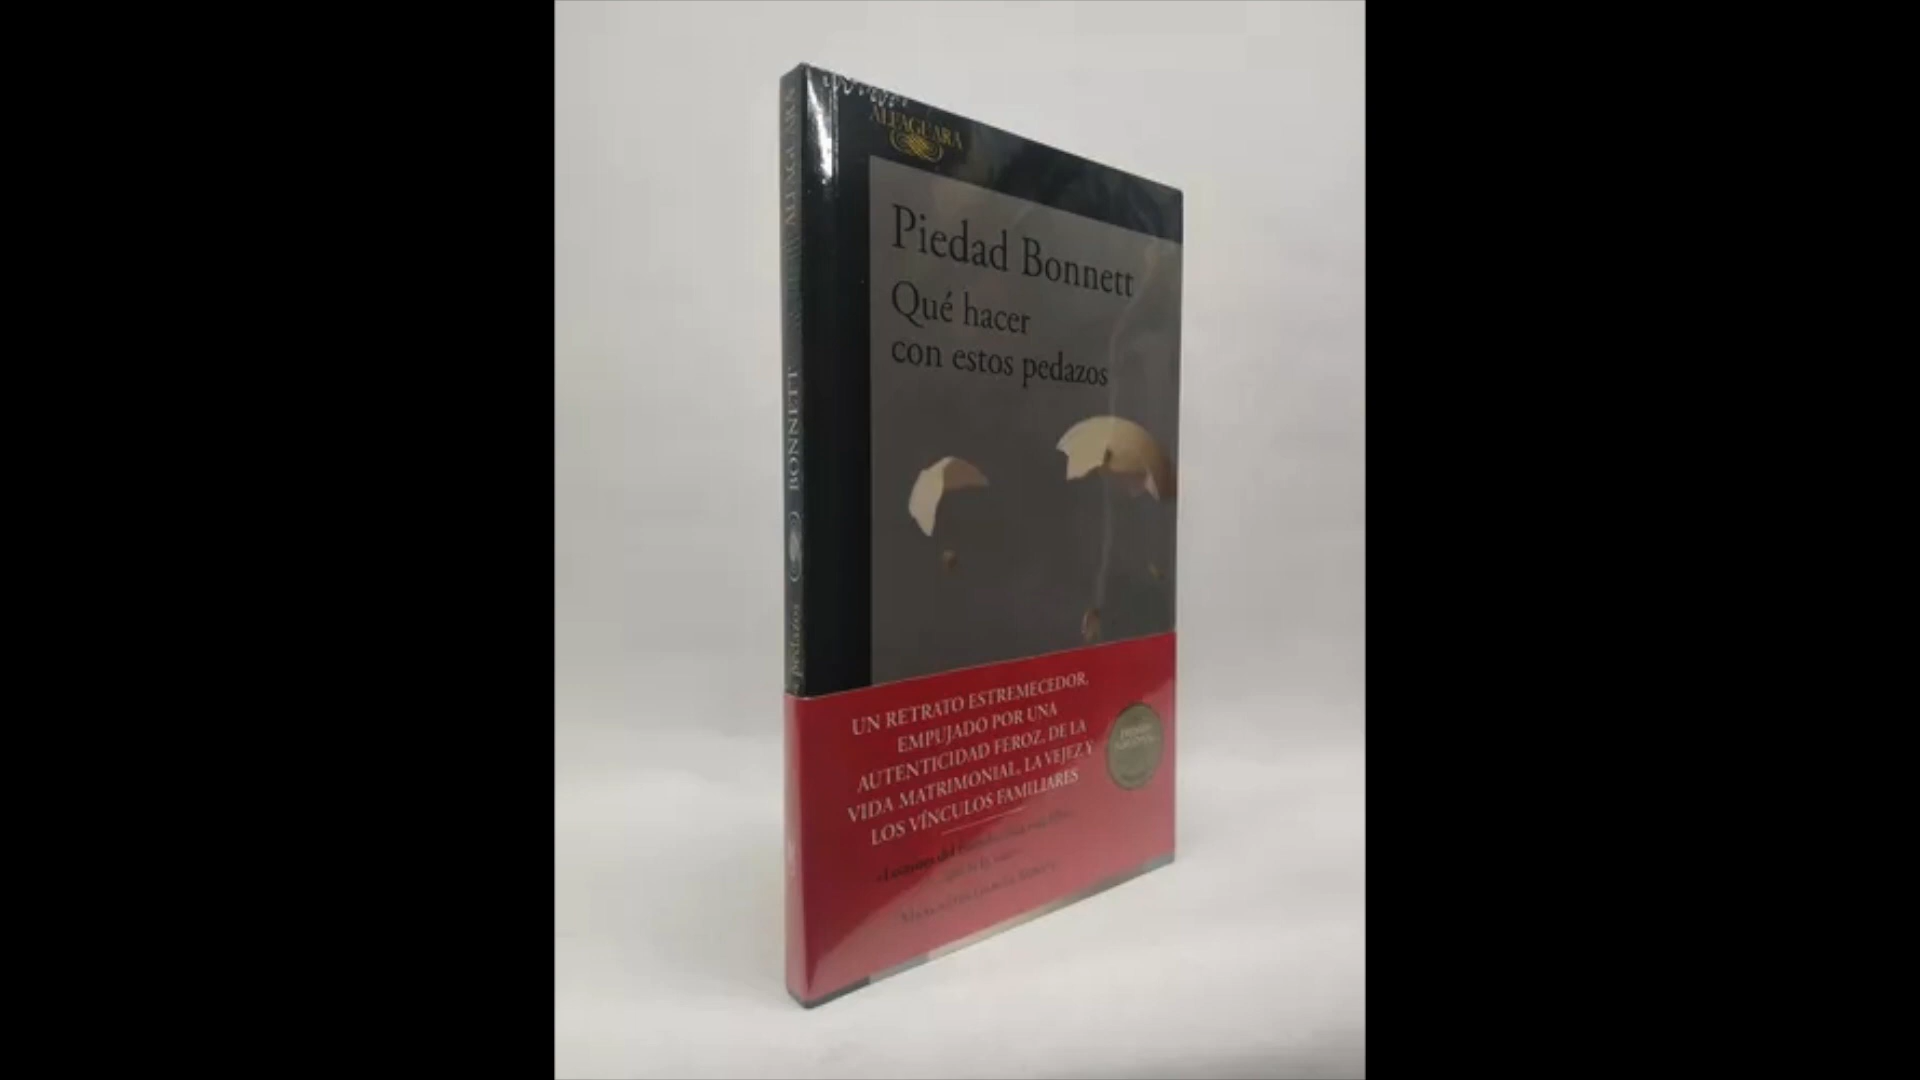 ALFAGUARA
Piedad Bonnett
Qué hacer
con estos pedazos
ALFAGUARA
BONNETT
pedazos
UN RETRATO ESTREMECEDOR,
EMPUJADO POR UNA
AUTENTICIDAD FEROZ, DE LA
VIDA MATRIMONIAL, LA VEJEZ Y
LOS VÍNCULOS FAMILIARES